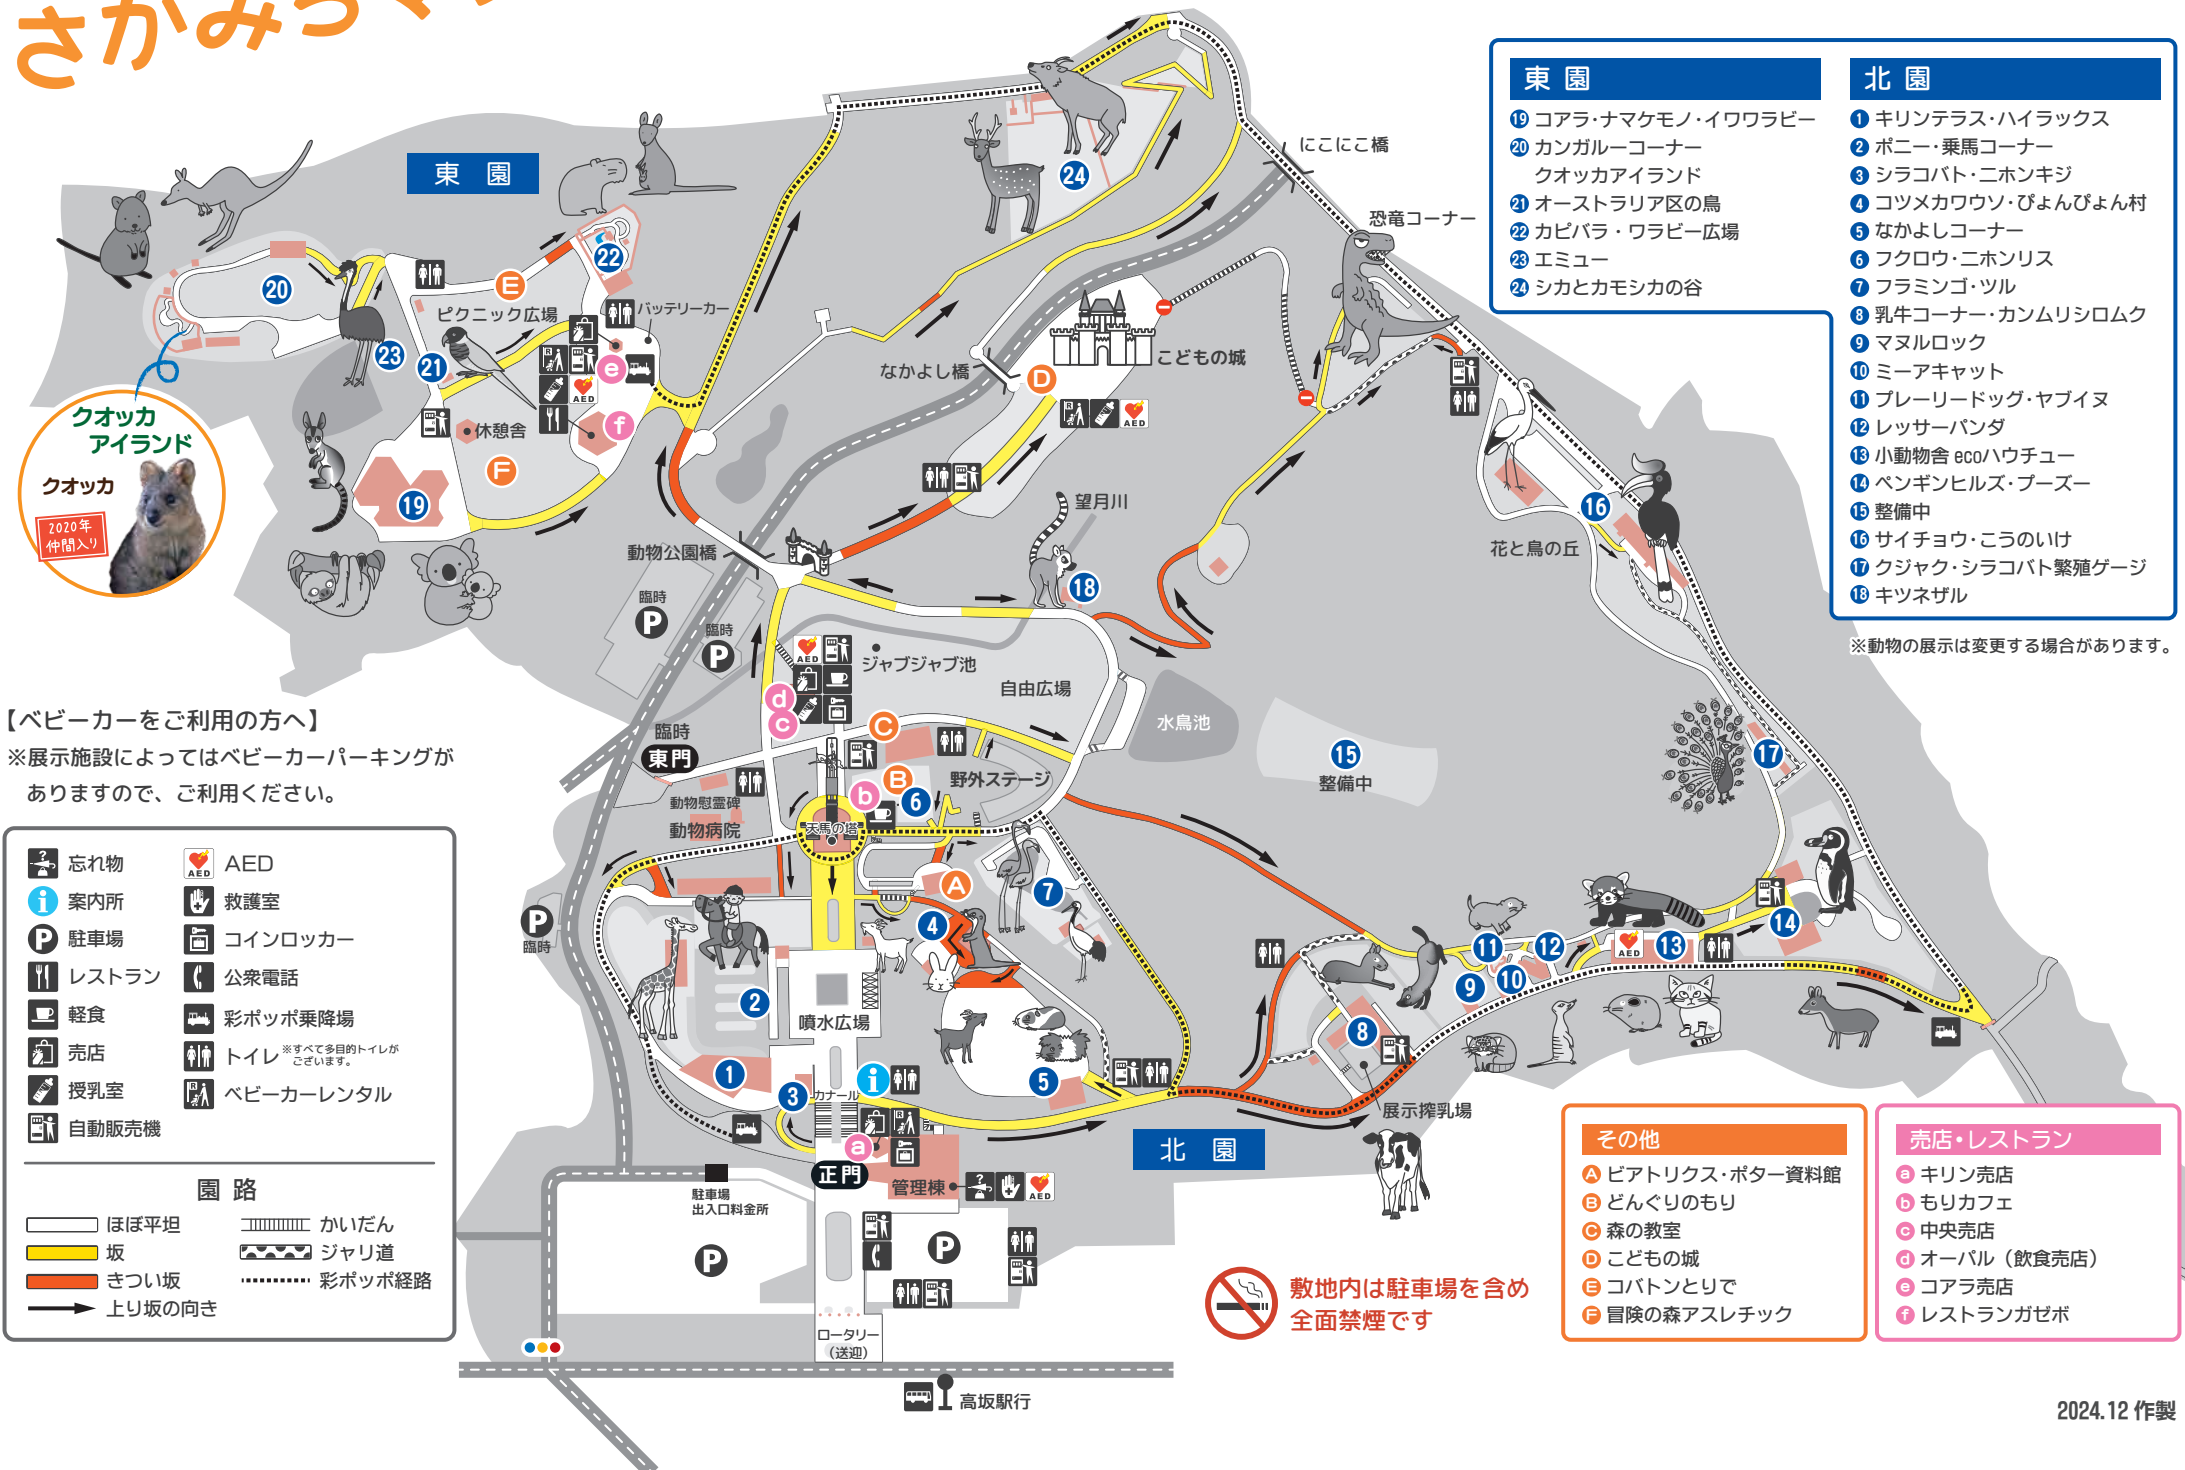 さかみちマッ
東園
⑲ コアラ・ナマケモノ・イワワラビー
⑳ カンガルーコーナー
クオッカアイランド
㉑ オーストラリア区の鳥
㉒ カピバラ・ワラビー広場
㉓ エミュー
㉔ シカとカモシカの谷
北園
① キリンテラス・ハイラックス
② ポニー・乗馬コーナー
③ シラコバト・ニホンキジ
④ コツメカワウソ・ぴょんぴょん村
⑤ なかよしコーナー
⑥ フクロウ・ニホンリス
⑦ フラミンゴ・ツル
⑧ 乳牛コーナー・カンムリシロムク
⑨ マヌルロック
⑩ ミーアキャット
⑪ プレーリードッグ・ヤブイヌ
⑫ レッサーパンダ
⑬ 小動物舎 ecoハウチュー
⑭ ペンギンヒルズ・プーズー
⑮ 整備中
⑯ サイチョウ・こうのいけ
⑰ クジャク・シラコバト繁殖ゲージ
⑱ キツネザル
※動物の展示は変更する場合があります。
東園
⑳
㉓
㉑
㉒
⑲
㉔
E
ピクニック広場
バッテリーカー
e
AED
f
休憩舎
F
クオッカ
アイランド
クオッカ
2020年
仲間入り
にこにこ橋
恐竜コーナー
こどもの城
なかよし橋
D
AED
望月川
⑱
動物公園橋
臨時
P
臨時
P
AED
ジャブジャブ池
自由広場
d
c
水鳥池
⑮
整備中
花と鳥の丘
⑯
⑰
臨時
東門
C
B
b
⑥
野外ステージ
動物慰霊碑
動物病院
天馬の塔
A
⑦
④
P
臨時
②
噴水広場
①
③
カナール
i
⑤
a
正門
管理棟
AED
北園
⑧
展示搾乳場
⑨
⑩
⑪
⑫
AED
⑬
⑭
駐車場
出入口料金所
P
P
ロータリー
(送迎)
高坂駅行
敷地内は駐車場を含め
全面禁煙です
【ベビーカーをご利用の方へ】
※展示施設によってはベビーカーパーキングが
ありますので、ご利用ください。
忘れ物
i 案内所
P 駐車場
レストラン
軽食
売店
授乳室
自動販売機
AED AED
救護室
コインロッカー
公衆電話
彩ポッポ乗降場
トイレ ※すべて多目的トイレが
ございます。
R ベビーカーレンタル
園路
ほぼ平坦
坂
きつい坂
上り坂の向き
かいだん
ジャリ道
彩ポッポ経路
その他
A ビアトリクス・ポター資料館
B どんぐりのもり
C 森の教室
D こどもの城
E コバトンとりで
F 冒険の森アスレチック
売店・レストラン
a キリン売店
b もりカフェ
c 中央売店
d オーパル（飲食売店）
e コアラ売店
f レストランガゼボ
2024.12 作製